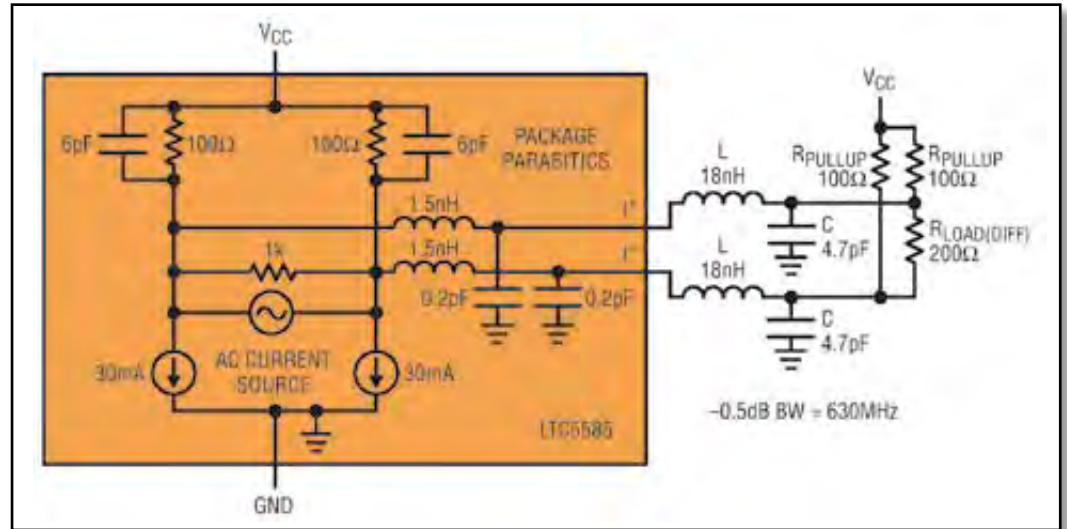 VCC
VCC
6pF
100Ω
100Ω
6pF
PACKAGE
PARASITICS
L
18nH
RPULLUP
100Ω
RPULLUP
100Ω
1.5nH
I+
C
4.7pF
RLOAD(DIFF)
200Ω
1k
1.5nH
I−
L
18nH
0.2pF
0.2pF
C
4.7pF
30mA
AC CURRENT
SOURCE
30mA
−0.5dB BW = 630MHz
LTC5585
GND